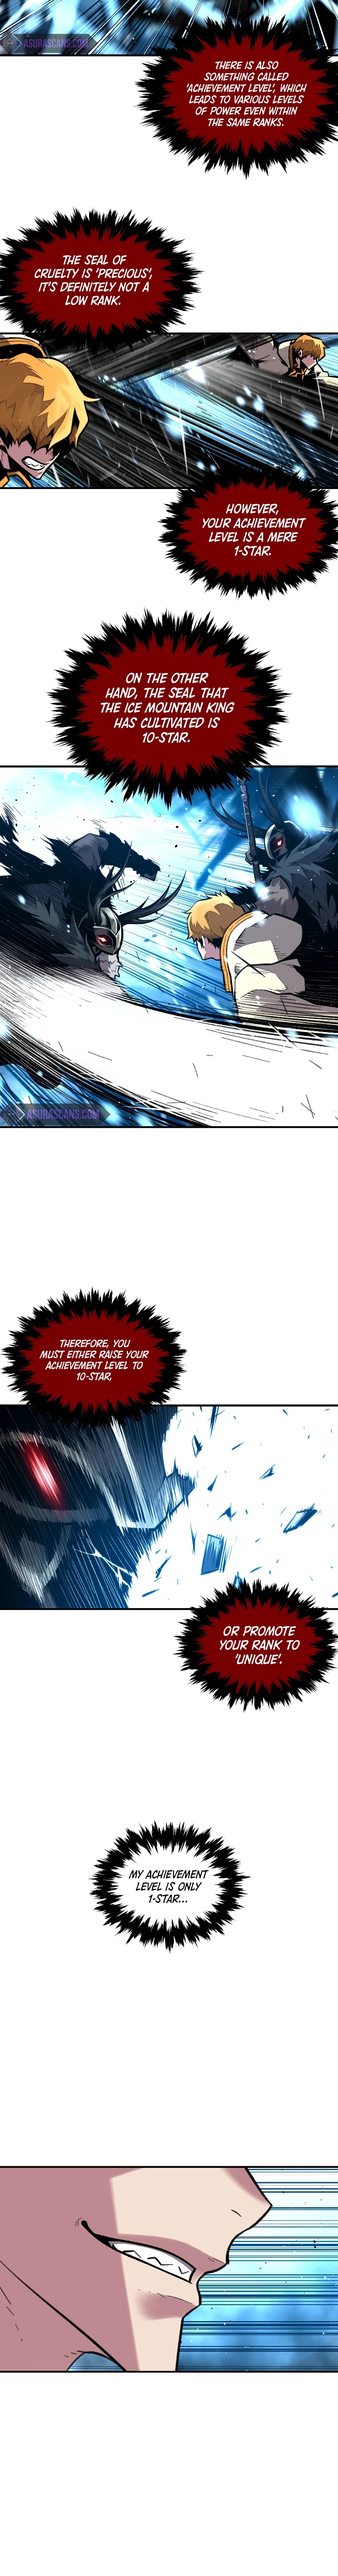 ASURASCANS.COM
THERE IS ALSO
SOMETHING CALLED
'ACHIEVEMENT LEVEL', WHICH
LEADS TO VARIOUS LEVELS
OF POWER EVEN WITHIN
THE SAME RANKS.
THE SEAL OF
CRUELTY IS 'PRECIOUS',
IT'S DEFINITELY NOT A
LOW RANK.
HOWEVER,
YOUR ACHIEVEMENT
LEVEL IS A MERE
1-STAR.
ON THE OTHER
HAND, THE SEAL THAT
THE ICE MOUNTAIN KING
HAS CULTIVATED IS
10-STAR.
ASURASCANS.COM
THEREFORE, YOU
MUST EITHER RAISE YOUR
ACHIEVEMENT LEVEL TO
10-STAR,
OR PROMOTE
YOUR RANK TO
'UNIQUE'.
MY ACHIEVEMENT
LEVEL IS ONLY
1-STAR...